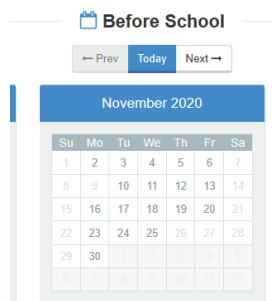 Before School
← Prev Today Next →
November 2020
Su Mo Tu We Th Fr Sa
1 2 3 4 5 6 7
8 9 10 11 12 13 14
15 16 17 18 19 20 21
22 23 24 25 26 27 28
29 30 1 2 3 4 5
6 7 8 9 10 11 12